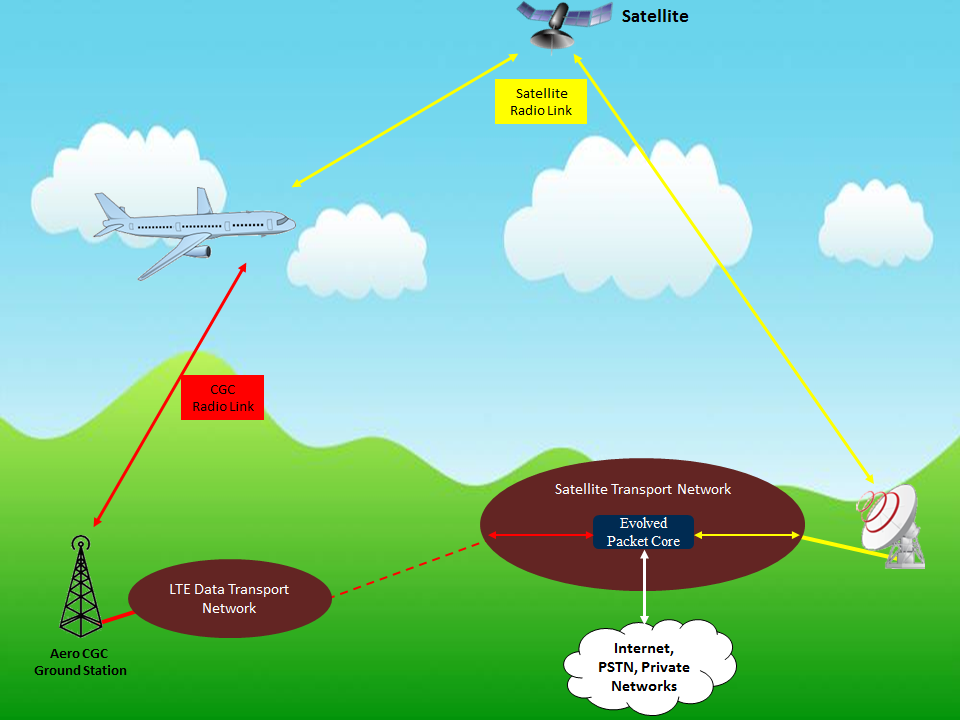 Satellite
Satellite
Radio Link
CGC
Radio Link
Satellite Transport Network
Evolved
Packet Core
LTE Data Transport
Network
Aero CGC
Ground Station
Internet,
PSTN, Private
Networks